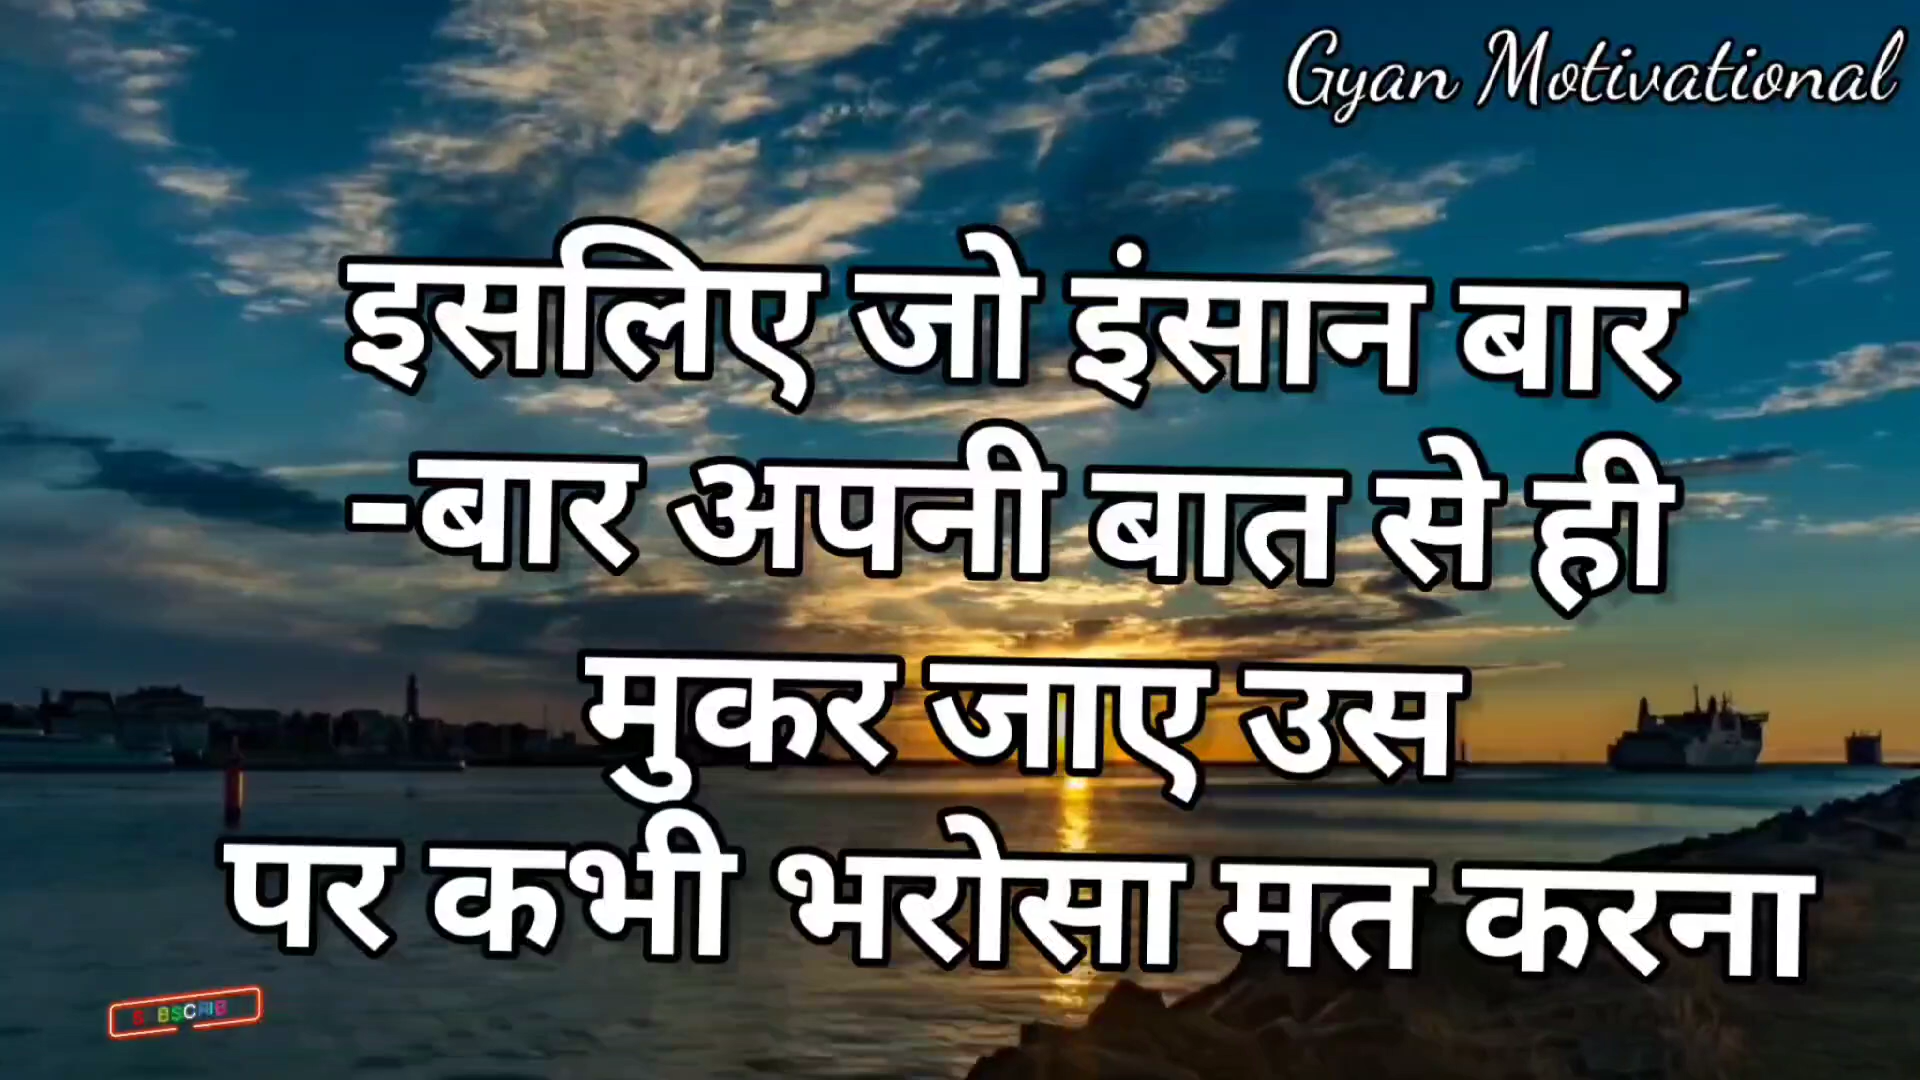 Gyan Motivational
इसलिए जो इंसान बार
-बार अपनी बात से ही
मुकर जाए उस
पर कभी भरोसा मत करना